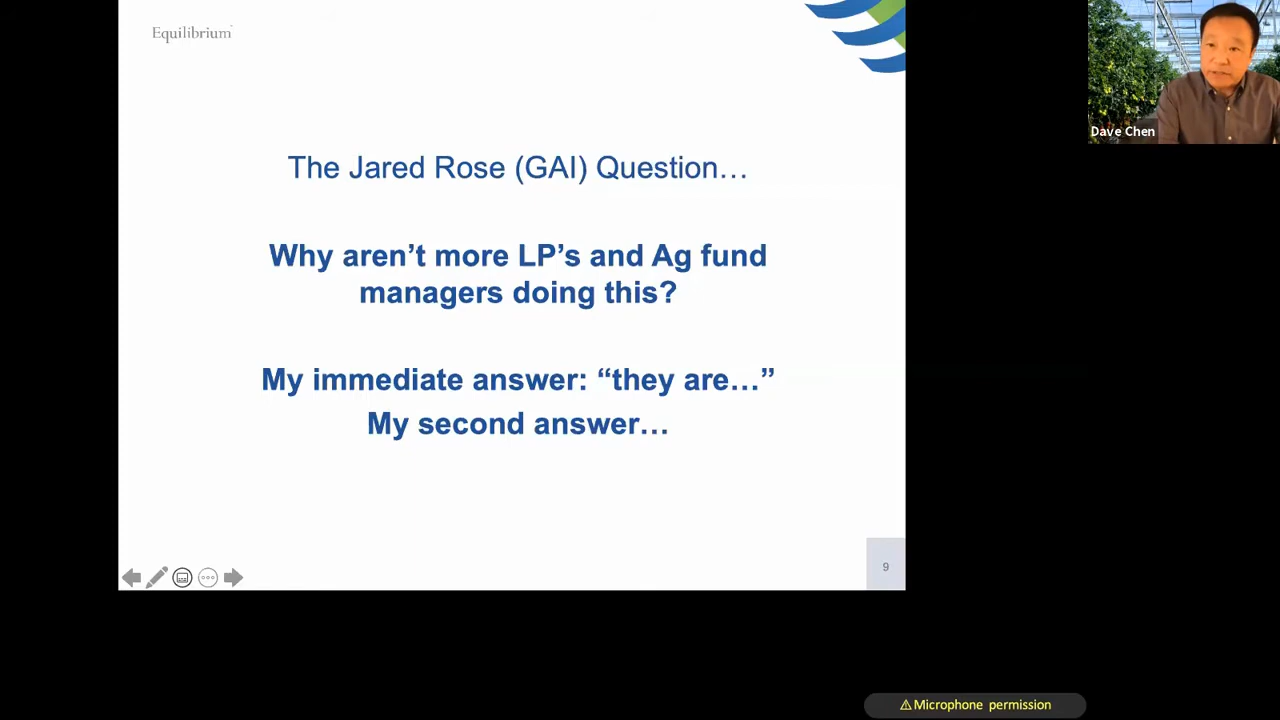 Equilibrium
Dave Chen
The Jared Rose (GAI) Question…
Why aren’t more LP’s and Ag fund
managers doing this?
My immediate answer: “they are…”
My second answer…
9
⚠Microphone permission